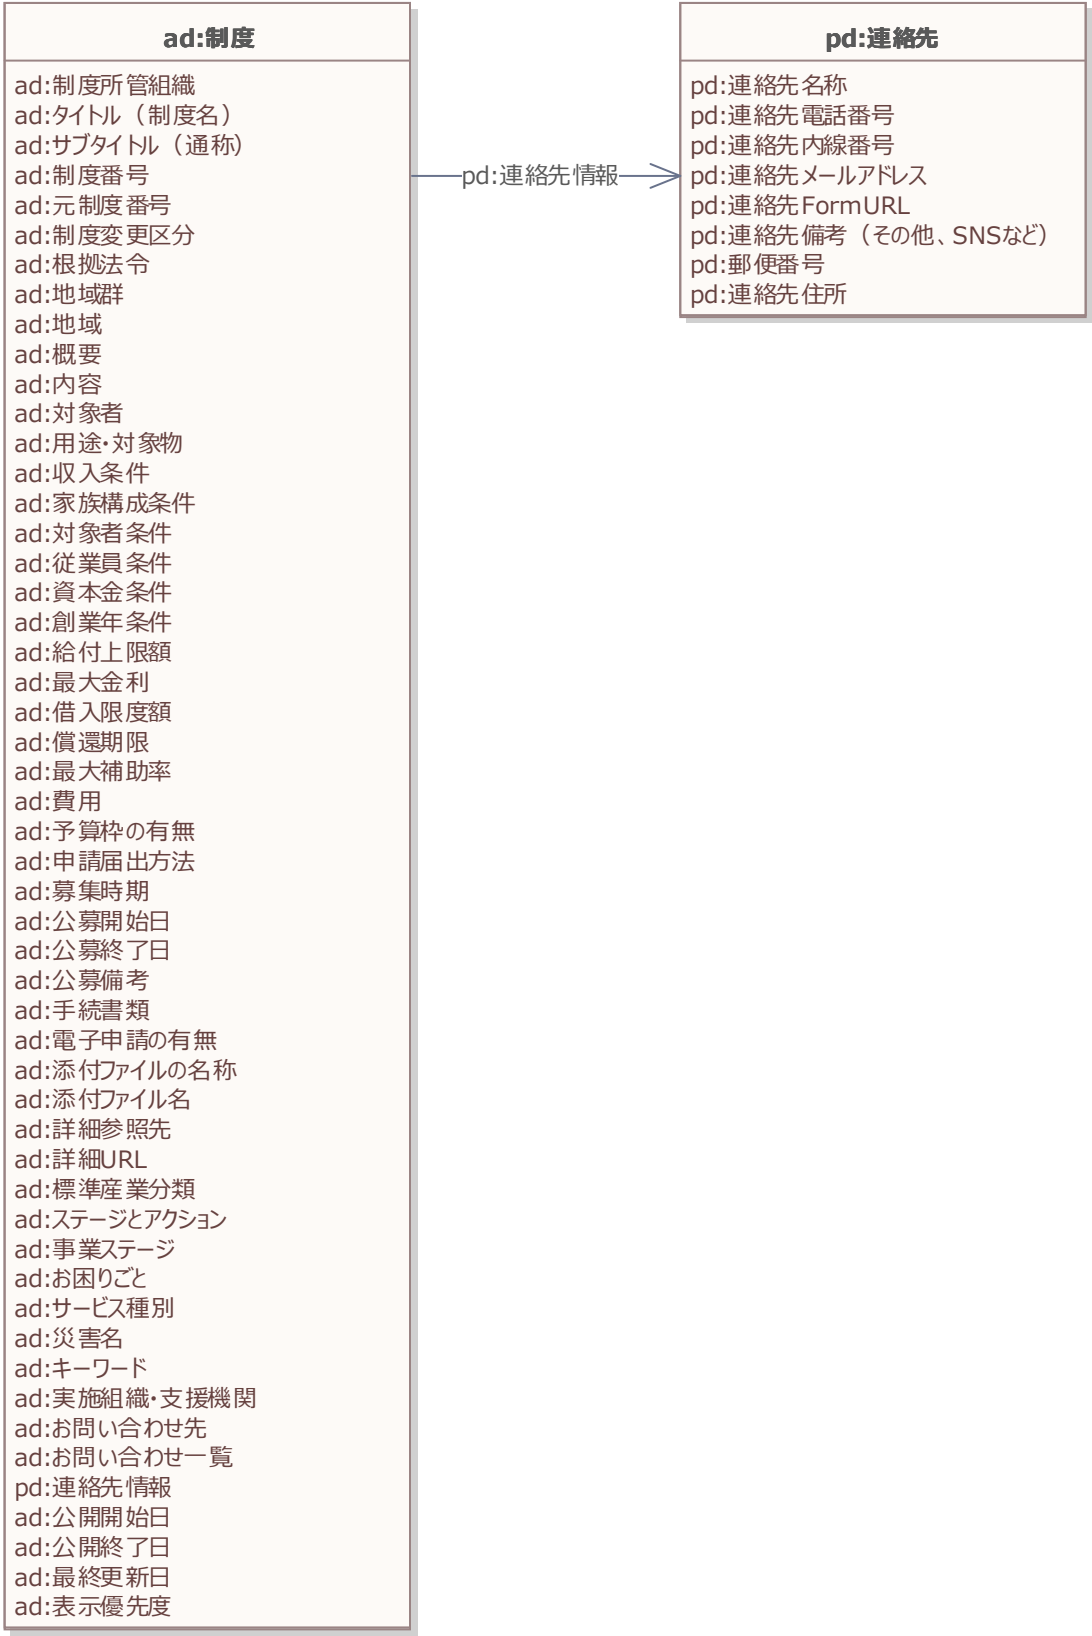 ad:制度
ad:制度所管組織
ad:タイトル（制度名）
ad:サブタイトル（通称）
ad:制度番号
ad:元制度番号
ad:制度変更区分
ad:根拠法令
ad:地域群
ad:地域
ad:概要
ad:内容
ad:対象者
ad:用途・対象物
ad:収入条件
ad:家族構成条件
ad:対象者条件
ad:従業員条件
ad:資本金条件
ad:創業年条件
ad:給付上限額
ad:最大金利
ad:借入限度額
ad:償還期限
ad:最大補助率
ad:費用
ad:予算枠の有無
ad:申請届出方法
ad:募集時期
ad:公募開始日
ad:公募終了日
ad:公募備考
ad:手続書類
ad:電子申請の有無
ad:添付ファイルの名称
ad:添付ファイル名
ad:詳細参照先
ad:詳細URL
ad:標準産業分類
ad:ステージとアクション
ad:事業ステージ
ad:お困りごと
ad:サービス種別
ad:災害名
ad:キーワード
ad:実施組織・支援機関
ad:お問い合わせ先
ad:お問い合わせ一覧
pd:連絡先情報
ad:公開開始日
ad:公開終了日
ad:最終更新日
ad:表示優先度
pd:連絡先情報
pd:連絡先
pd:連絡先名称
pd:連絡先電話番号
pd:連絡先内線番号
pd:連絡先メールアドレス
pd:連絡先FormURL
pd:連絡先備考（その他、SNSなど）
pd:郵便番号
pd:連絡先住所